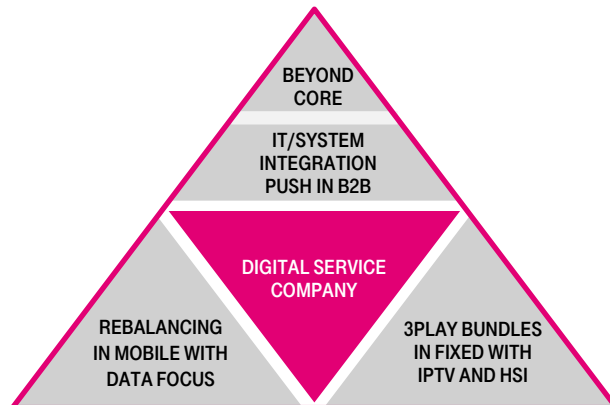 BEYOND
CORE
IT/SYSTEM
INTEGRATION
PUSH IN B2B
DIGITAL SERVICE
COMPANY
REBALANCING
IN MOBILE WITH
DATA FOCUS
3PLAY BUNDLES
IN FIXED WITH
IPTV AND HSI